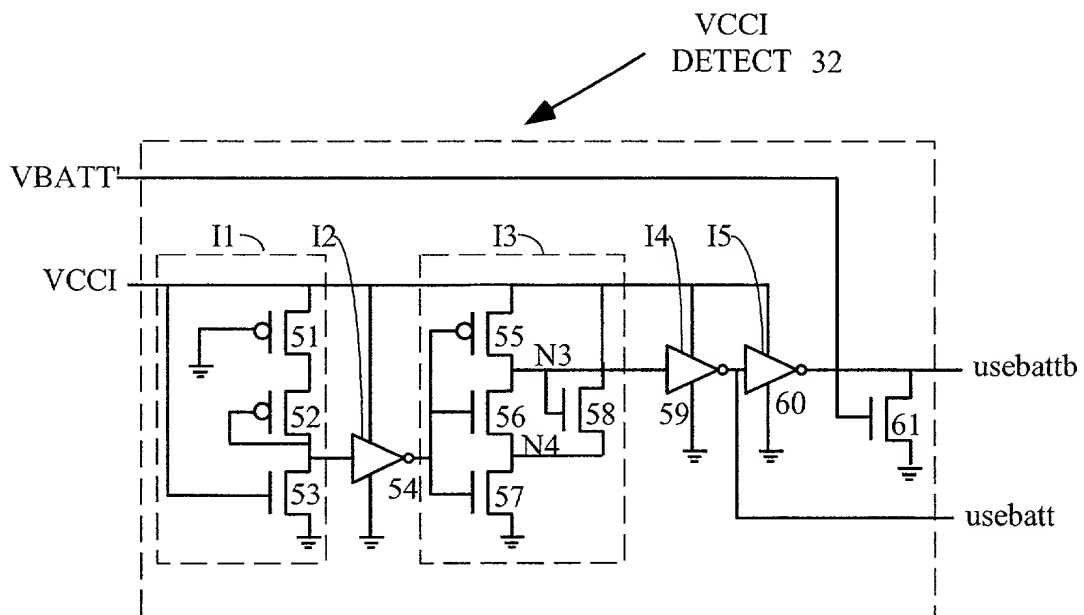 VCCI
DETECT 32
VBATT'
I1
I2
I3
I4
I5
VCCI
51
55
N3
usebattb
52
56
58
59
60
61
N4
54
53
57
usebatt